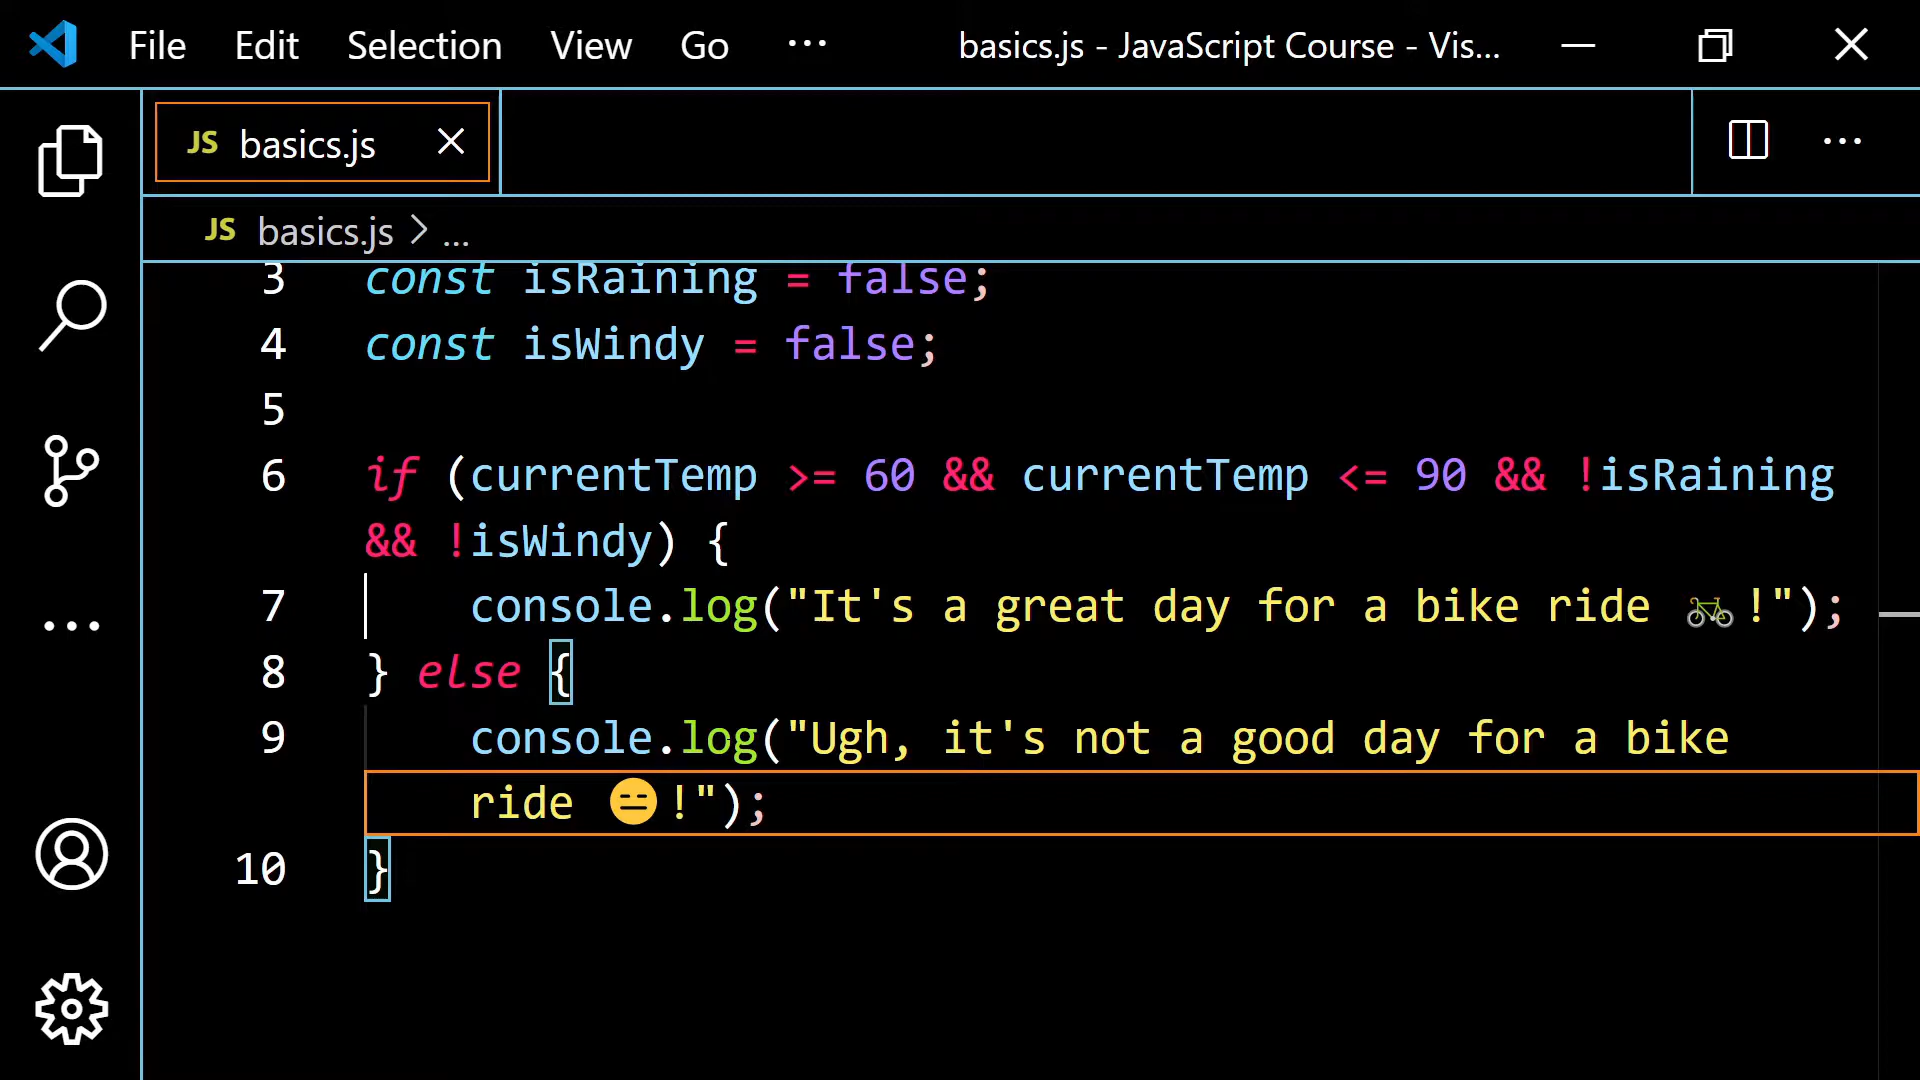 File Edit Selection View Go ··· basics.js - JavaScript Course - Vis...
JS basics.js
JS basics.js > ...
3 const isRaining = false;
4 const isWindy = false;
5
6 if (currentTemp >= 60 && currentTemp <= 90 && !isRaining
&& !isWindy) {
7 console.log("It's a great day for a bike ride 🚲!");
8 } else {
9 console.log("Ugh, it's not a good day for a bike
ride 😑!");
10 }